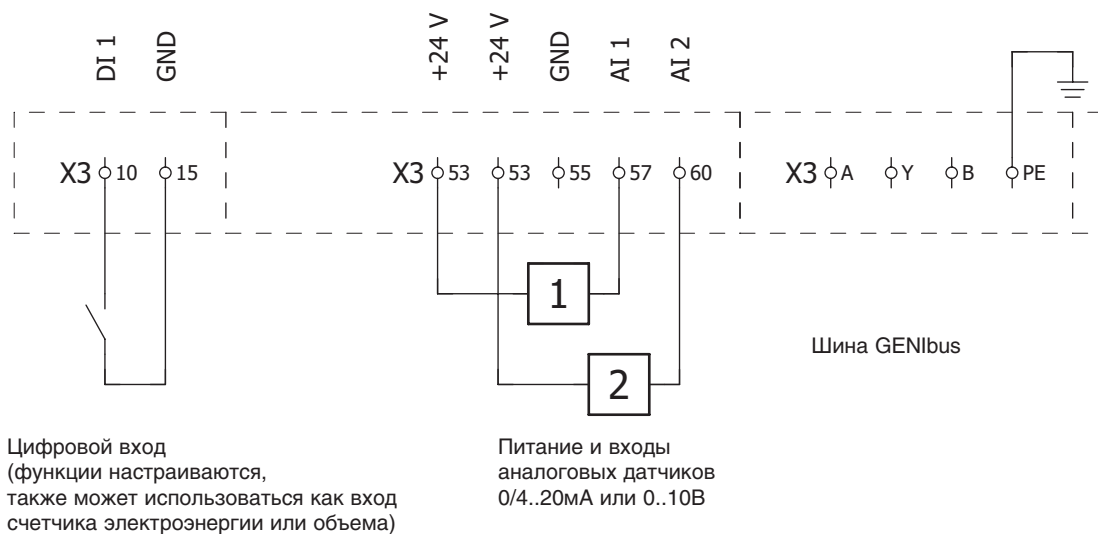 DI 1 GND +24 V +24 V GND AI 1 AI 2
X3 10 15 X3 53 53 55 57 60 X3 A Y B PE
1
2
Шина GENIbus
Цифровой вход
(функции настраиваются,
также может использоваться как вход
счетчика электроэнергии или объема)
Питание и входы
аналоговых датчиков
0/4..20мА или 0..10В